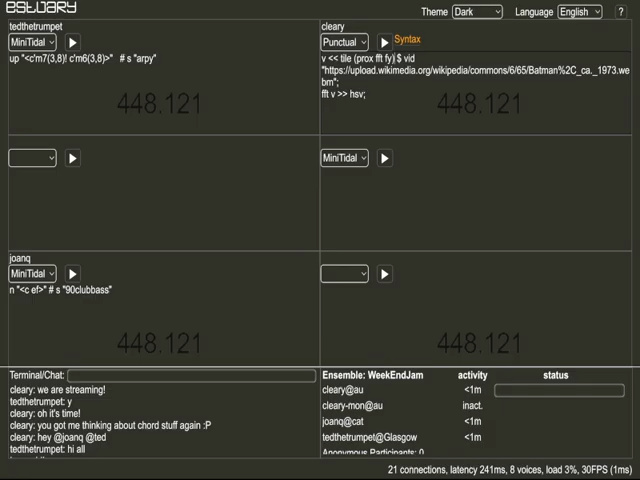 estuary
Theme Dark Language English ?
tedthetrumpet
MiniTidal
up "<c'm7(3,8)! c'm6(3,8)>" # s "arpy"
448.121
cleary
Punctual Syntax
v << tile (prox fft fy) $ vid
"https://upload.wikimedia.org/wikipedia/commons/6/65/Batman%2C_ca._1973.we
bm";
fft v >> hsv;
448.121
MiniTidal
joanq
MiniTidal
n "<c ef>" # s "90clubbass"
448.121
448.121
Terminal/Chat:
cleary: we are streaming!
tedthetrumpet: y
cleary: oh it's time!
cleary: you got me thinking about chord stuff again :P
cleary: hey @joanq @ted
tedthetrumpet: hi all
Ensemble: WeekEndJam activity status
cleary@au <1m
cleary-mon@au inact.
joanq@cat <1m
tedthetrumpet@Glasgow <1m
Anonymous Participants: 0
21 connections, latency 241ms, 8 voices, load 3%, 30FPS (1ms)